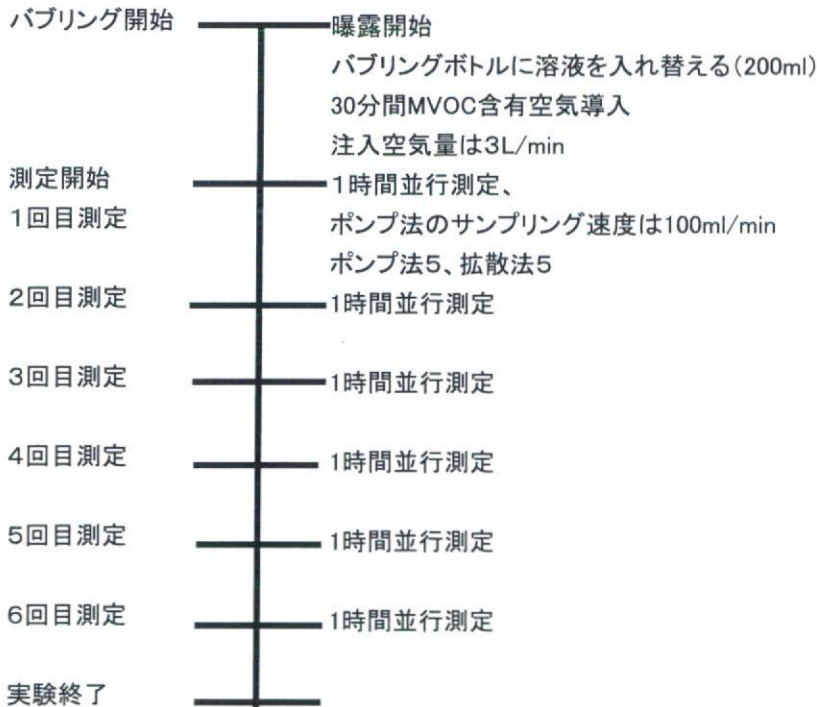 バブリング開始
曝露開始
バブリングボトルに溶液を入れ替える(200ml)
30分間MVOC含有空気導入
注入空気量は3L/min
測定開始
1時間並行測定、
1回目測定
ポンプ法のサンプリング速度は100ml/min
ポンプ法5、拡散法5
2回目測定
1時間並行測定
3回目測定
1時間並行測定
4回目測定
1時間並行測定
5回目測定
1時間並行測定
6回目測定
1時間並行測定
実験終了